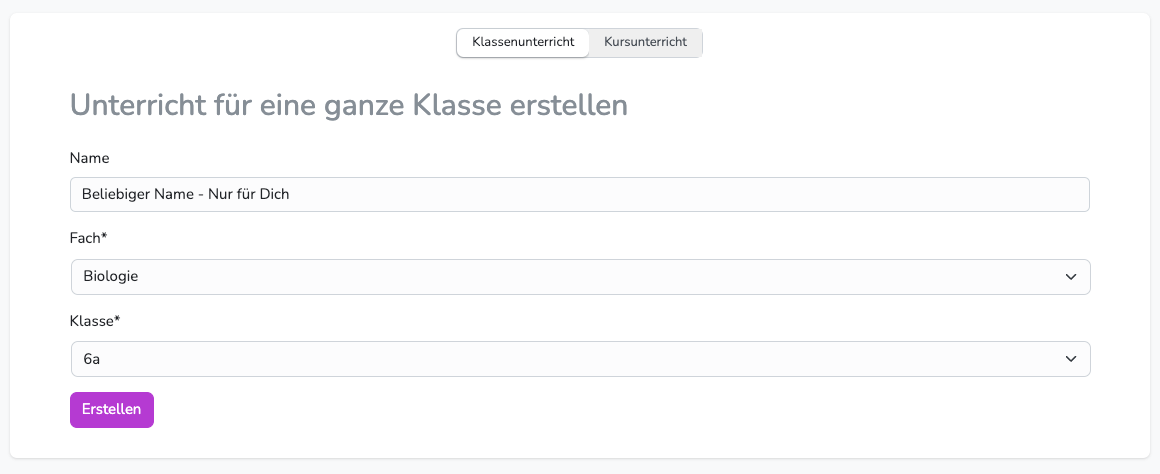 Klassenunterricht Kursunterricht
Unterricht für eine ganze Klasse erstellen
Name
Beliebiger Name - Nur für Dich
Fach*
Biologie
Klasse*
6a
Erstellen